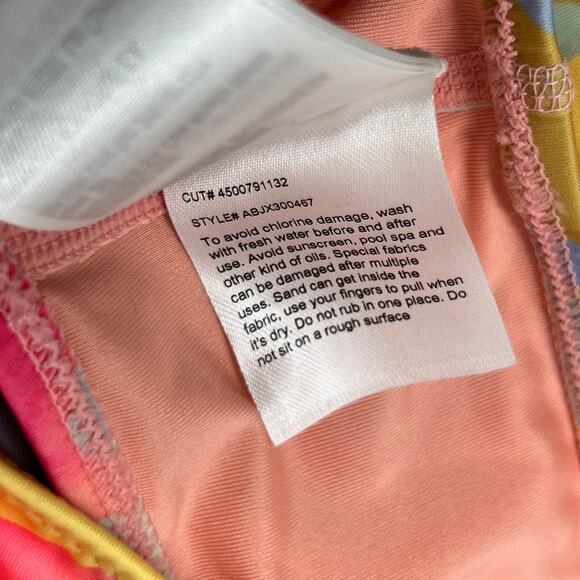 CUT# 4500791132
STYLE# ABJX300467
To avoid chlorine damage, wash
with fresh water before and after
use. Avoid sunscreen, pool spa and
other kind of oils. Special fabrics
can be damaged after multiple
uses. Sand can get inside the
fabric, use your fingers to pull when
it's dry. Do not rub in one place. Do
not sit on a rough surface